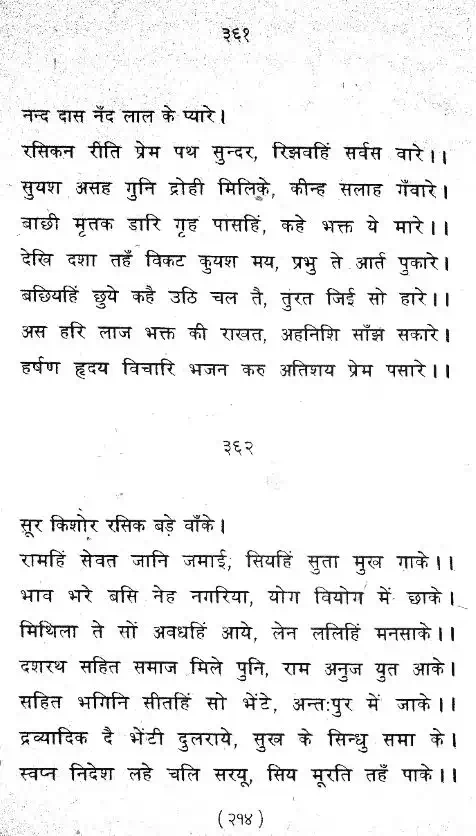 ३६१
नन्द दास नँद लाल के प्यारे।
रसिकन रीति प्रेम पथ सुन्दर, रिझवहिं सर्वस वारे।।
सुयश असह गुनि द्रोही मिलिके, कीन्ह सलाह गँवारे।
बाछी मृतक डारि गृह पासहिं, कहे भक्त ये मारे।।
देखि दशा तहँ विकट कुयश मय, प्रभु ते आर्त पुकारे।
बछियहिं छुये कहै उठि चल तै, तुरत जिई सो हारे।।
अस हरि लाज भक्त की राखत, अहनिशि साँझ सकारे।
हर्षण हृदय विचारि भजन करु अतिशय प्रेम पसारे।।
३६२
सूर किशोर रसिक बड़े वाँके।
रामहिं सेवत जानि जमाई, सियहिं सुता मुख गाके।।
भाव भरे बसि नेह नगरिया, योग वियोग में छाके।
मिथिला ते सों अवधहिं आये, लेन ललिहिं मनसाके।।
दशरथ सहित समाज मिले पुनि, राम अनुज युत आके।
सहित भगिनि सीतहिं सो भेंटे, अन्तःपुर में जाके।।
द्रव्यादिक दै भेंटी दुलराये, सुख के सिन्धु समा के।
स्वप्न निदेश लहे चलि सरयू, सिय मूरति तहँ पाके।।
(२१४)